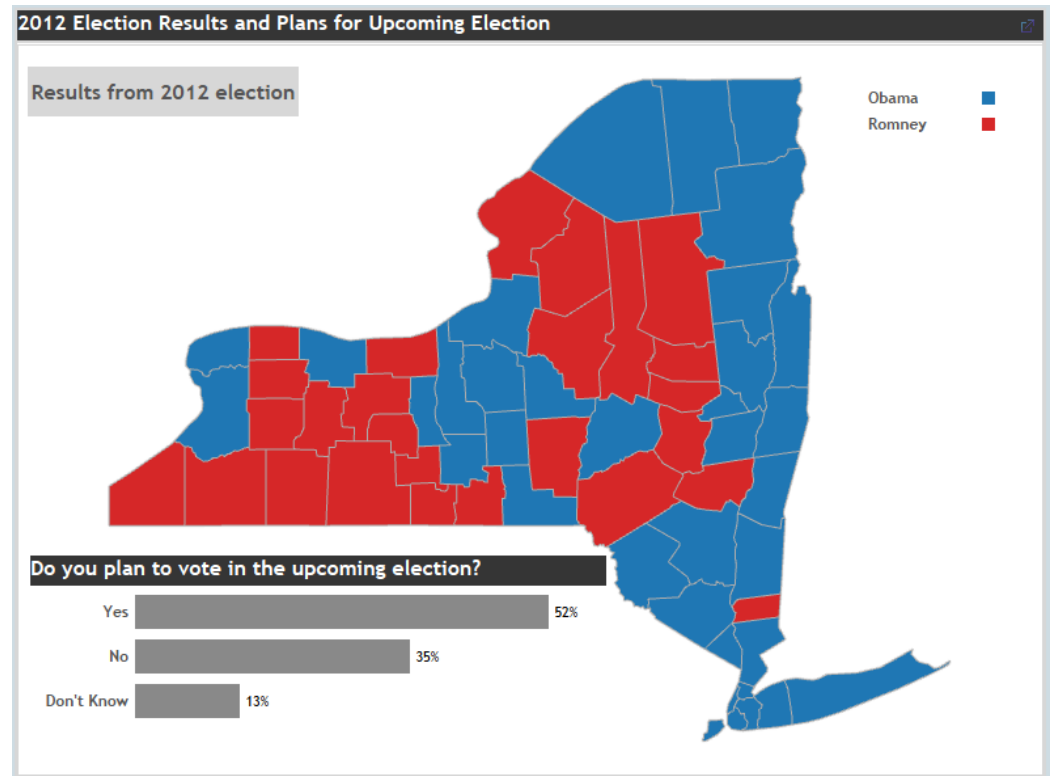 2012 Election Results and Plans for Upcoming Election
Results from 2012 election
Obama
Romney
Do you plan to vote in the upcoming election?
Yes 52%
No 35%
Don't Know 13%